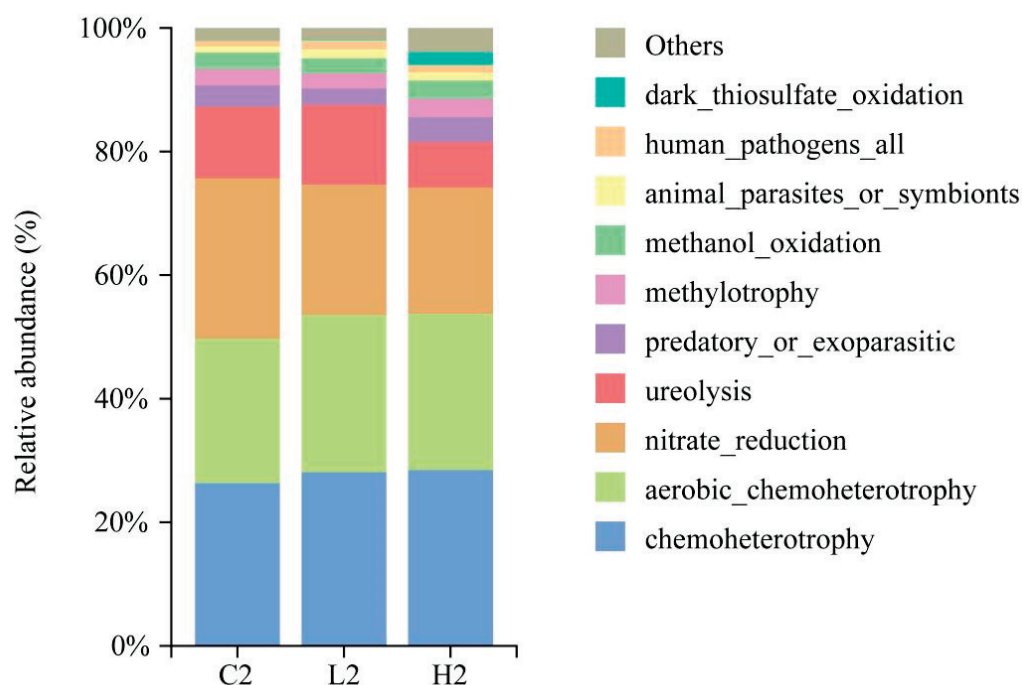 100%
80%
60%
40%
20%
0%
Relative abundance (%)
C2
L2
H2
Others
dark_thiosulfate_oxidation
human_pathogens_all
animal_parasites_or_symbionts
methanol_oxidation
methylotrophy
predatory_or_exoparasitic
ureolysis
nitrate_reduction
aerobic_chemoheterotrophy
chemoheterotrophy